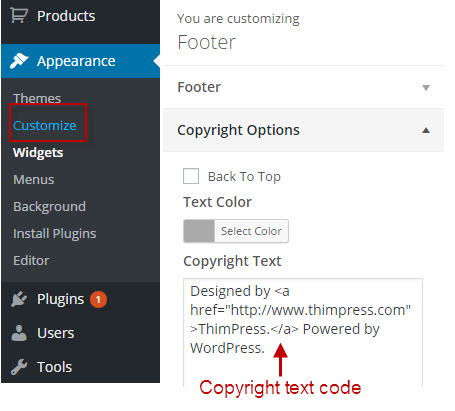 Products
Appearance
Themes
Customize
Widgets
Menus
Background
Install Plugins
Editor
Plugins 1
Users
Tools
You are customizing
Footer
Footer
Copyright Options
Back To Top
Text Color
Select Color
Copyright Text
Designed by <a
href="http://www.thimpress.com"
>ThimPress.</a> Powered by
WordPress.
Copyright text code